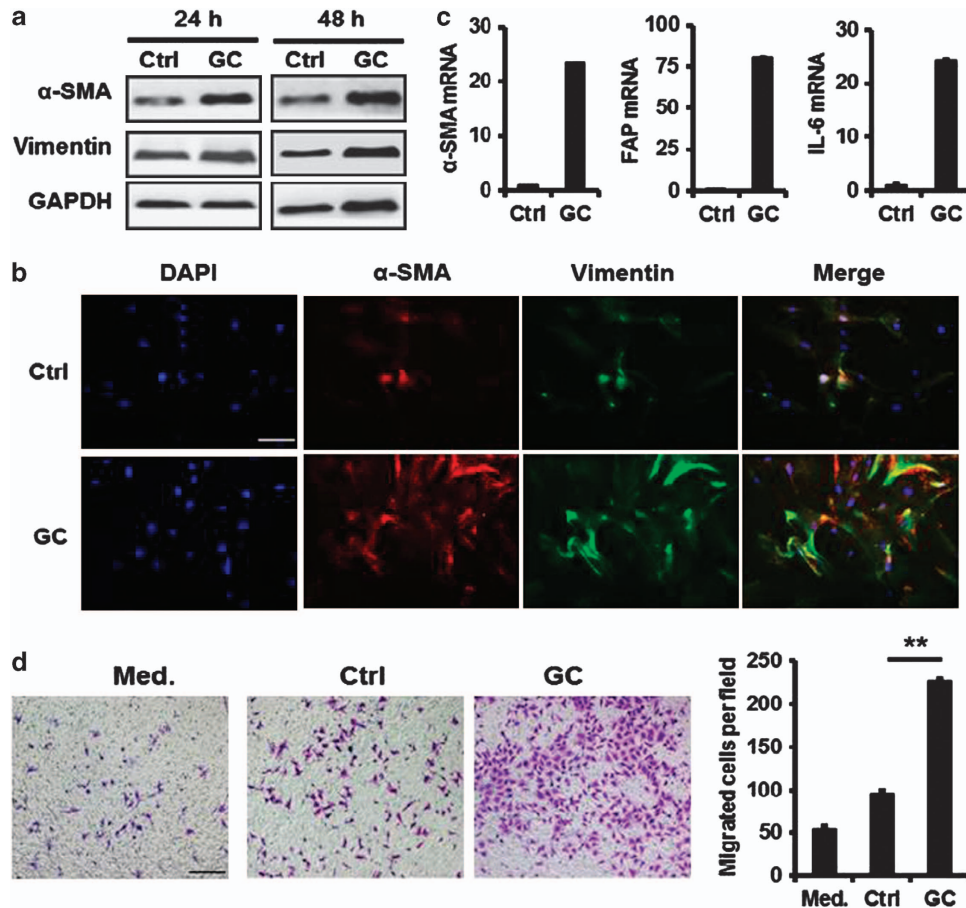 a
24 h 48 h
Ctrl GC Ctrl GC
α-SMA
Vimentin
GAPDH
c
α-SMA mRNA
30
20
10
0
Ctrl GC
FAP mRNA
100
75
50
25
0
Ctrl GC
IL-6 mRNA
30
20
10
0
Ctrl GC
b
DAPI α-SMA Vimentin Merge
Ctrl
GC
d
Med. Ctrl GC
**
Migrated cells per field
250
200
150
100
50
0
Med. Ctrl GC